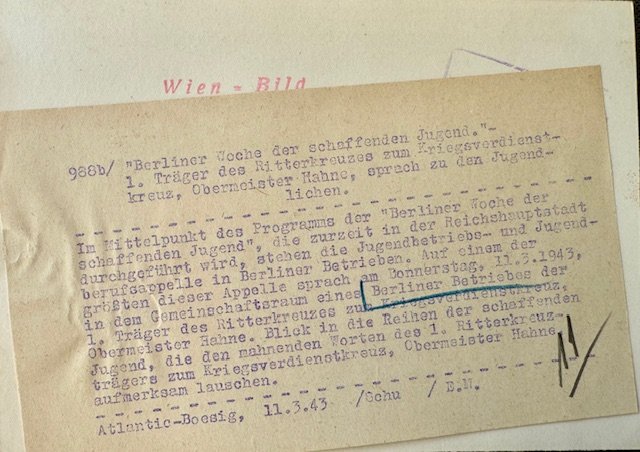 Wien - Bild
988b/ "Berliner Woche der schaffenden Jugend."-
1. Träger des Ritterkreuzes zum Kriegsverdienst-
kreuz, Obermeister Hahne, sprach zu den Jugend-
lichen.
Im Mittelpunkt des Programms der "Berliner Woche der
schaffenden Jugend", die zurzeit in der Reichshauptstadt
durchgeführt wird, stehen die Jugendbetriebs- und Jugend-
berufsappelle in Berliner Betrieben. Auf einem der
größten dieser Appelle sprach am Donnerstag, 11.3.1943,
in dem Gemeinschaftsraum eines Berliner Betriebes der
1. Träger des Ritterkreuzes zum Kriegsverdienstkreuz,
Obermeister Hahne. Blick in die Reihen der schaffenden
Jugend, die den mahnenden Worten des 1. Ritterkreuz-
trägers zum Kriegsverdienstkreuz, Obermeister Hahne,
aufmerksam lauschen.
Atlantic-Boesig, 11.3.43 /Schu / E.N.